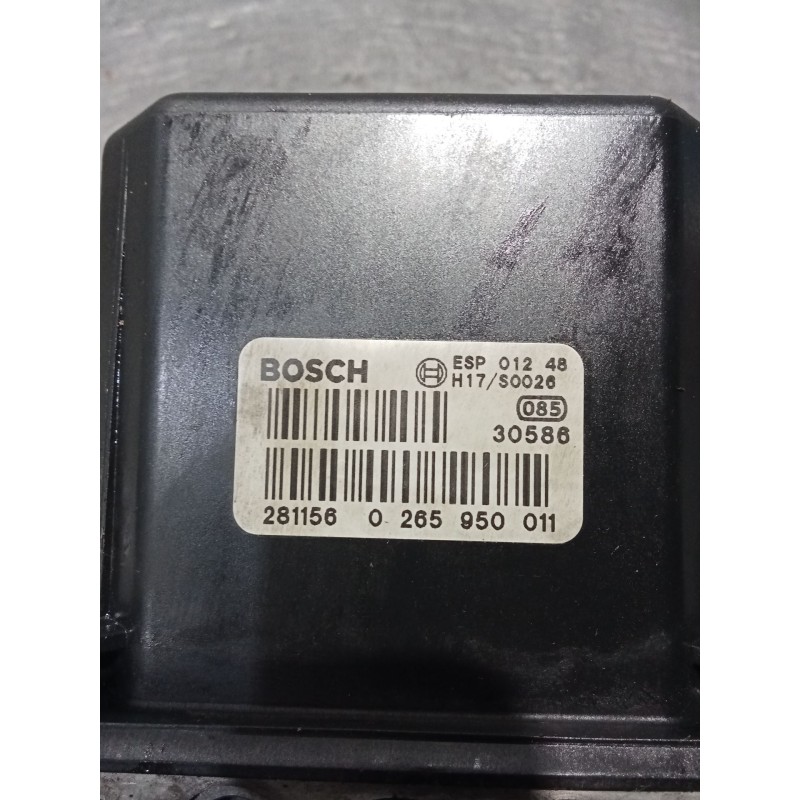 BOSCH
ESP 012 48
H17/S0026
085
30586
281156 0 265 950 011